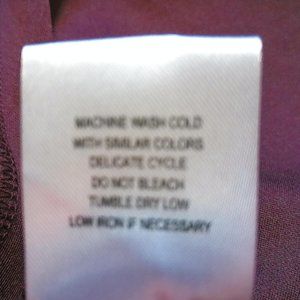 MACHINE WASH COLD
WITH SIMILAR COLORS
DELICATE CYCLE
DO NOT BLEACH
TUMBLE DRY LOW
LOW IRON IF NECESSARY